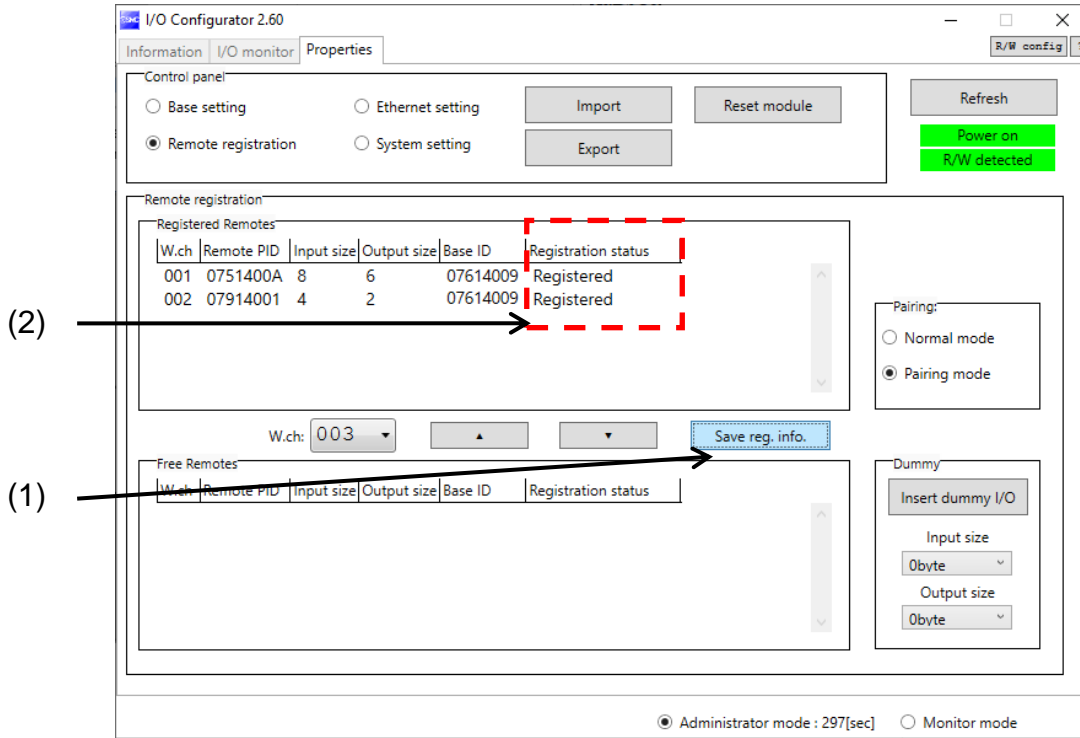 I/O Configurator 2.60
Information I/O monitor Properties
R/W config
Control panel
Base setting Ethernet setting Import Reset module Refresh
Remote registration System setting Export
Power on
R/W detected
Remote registration
Registered Remotes
W.ch Remote PID Input size Output size Base ID Registration status
001 0751400A 8 6 07614009 Registered
002 07914001 4 2 07614009 Registered
(2)
Pairing:
Normal mode
Pairing mode
W.ch: 003 ▲ ▼ Save reg. info.
(1)
Free Remotes
W.ch Remote PID Input size Output size Base ID Registration status
Dummy
Insert dummy I/O
Input size
0byte
Output size
0byte
Administrator mode : 297[sec] Monitor mode